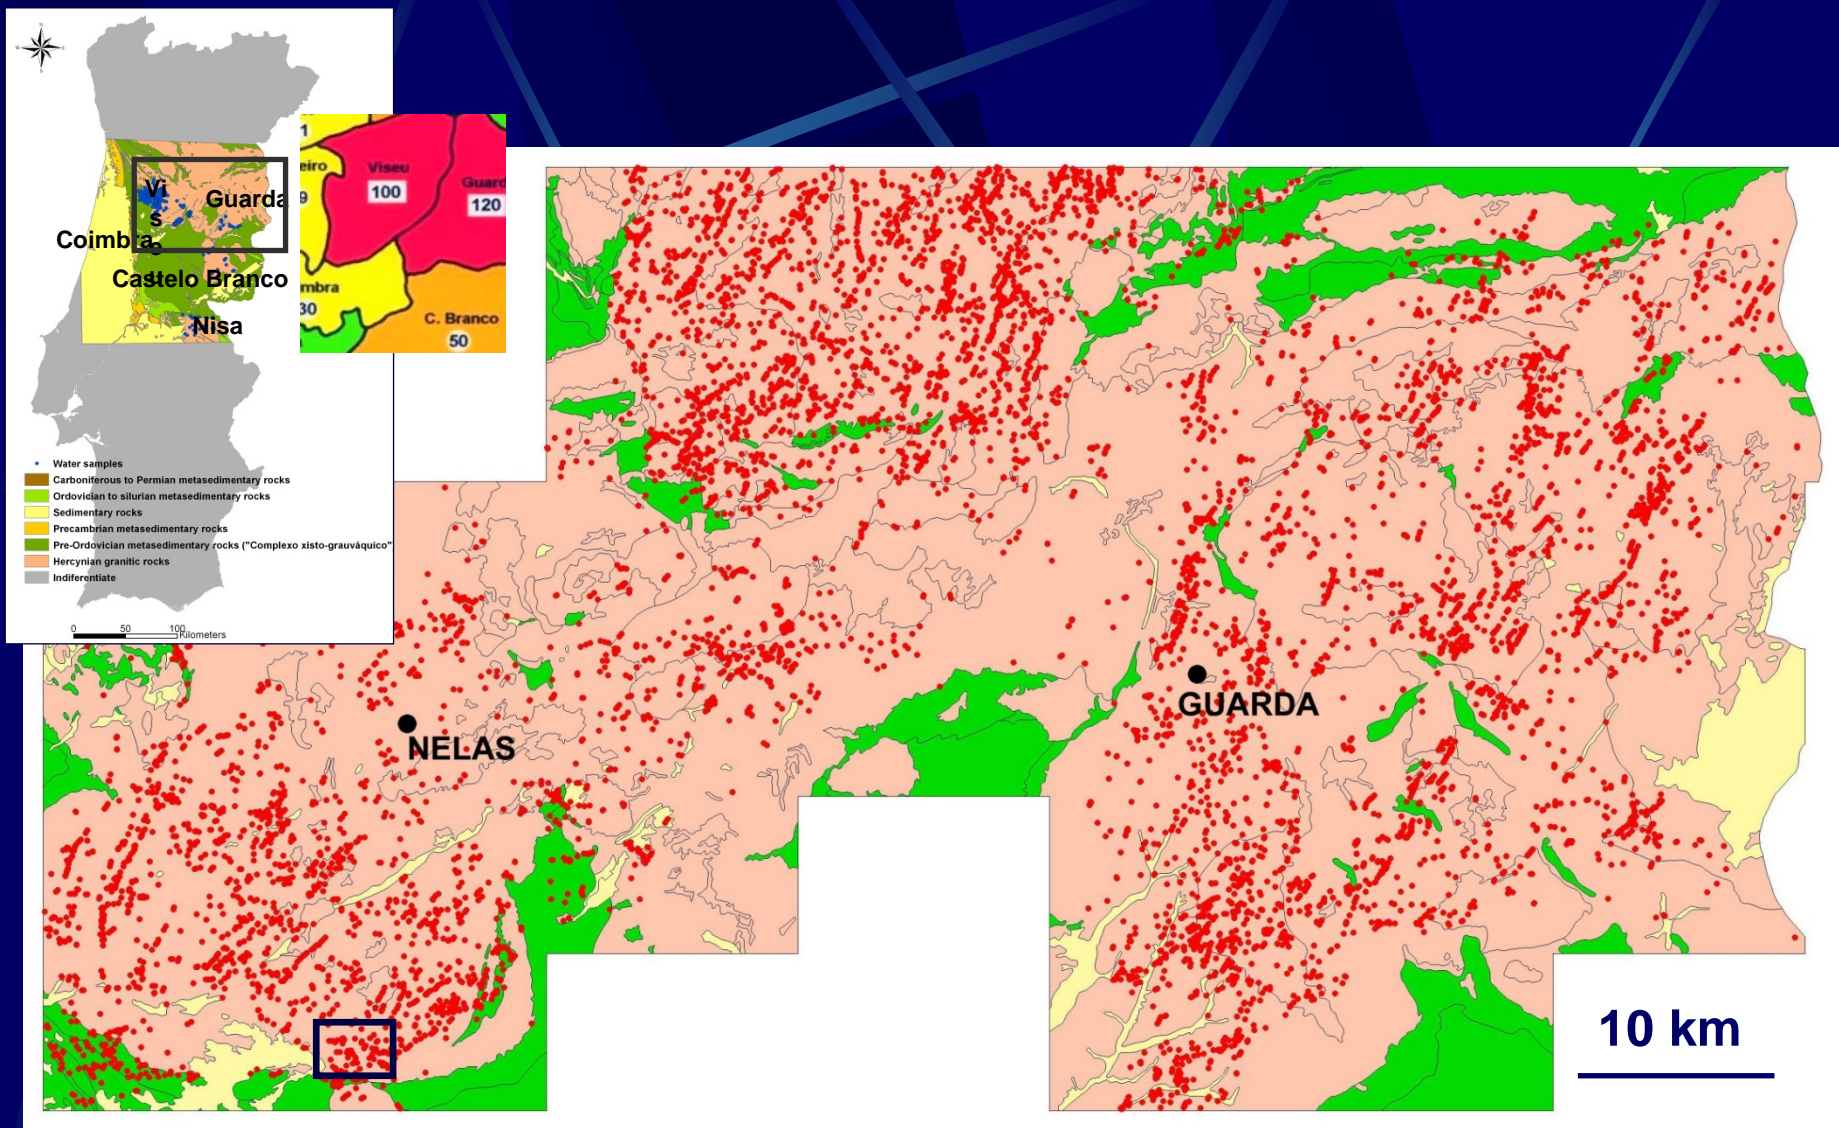 N
W
E
S
Vi
s
Guarda
Coimbra
Castelo Branco
Nisa
Water samples
Carboniferous to Permian metasedimentary rocks
Ordovician to silurian metasedimentary rocks
Sedimentary rocks
Precambrian metasedimentary rocks
Pre-Ordovician metasedimentary rocks ("Complexo xisto-grauváquico"
Hercynian granitic rocks
Indiferentiate
0 50 100
Kilometers
1
eiro
9
Viseu
100
Guard
120
mbra
30
C. Branco
50
NELAS
GUARDA
10 km